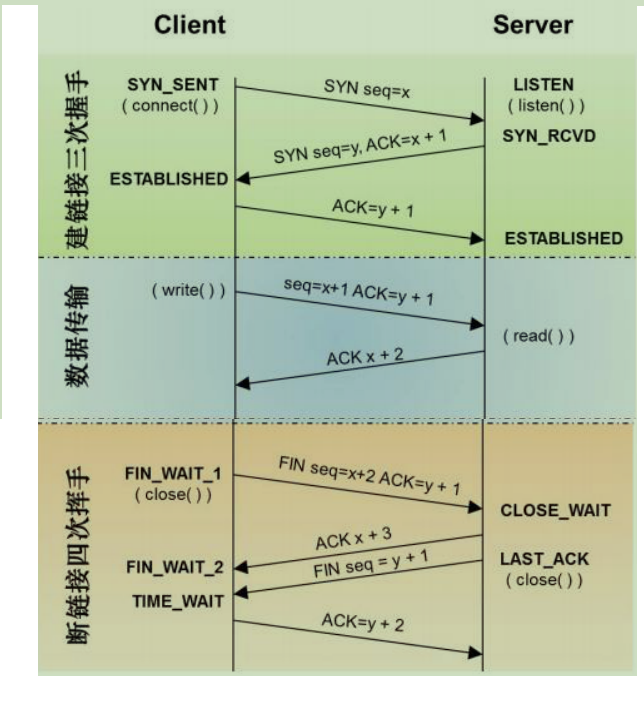 Client Server
建链接三次握手
SYN_SENT
( connect( ) )
SYN seq=x
LISTEN
( listen( ) )
SYN_RCVD
SYN seq=y, ACK=x + 1
ESTABLISHED
ACK=y + 1
ESTABLISHED
数据传输
( write( ) )
seq=x+1 ACK=y + 1
( read( ) )
ACK x + 2
断链接四次挥手
FIN_WAIT_1
( close( ) )
FIN seq=x+2 ACK=y + 1
CLOSE_WAIT
ACK x + 3
FIN_WAIT_2
FIN seq = y + 1
LAST_ACK
( close( ) )
TIME_WAIT
ACK=y + 2